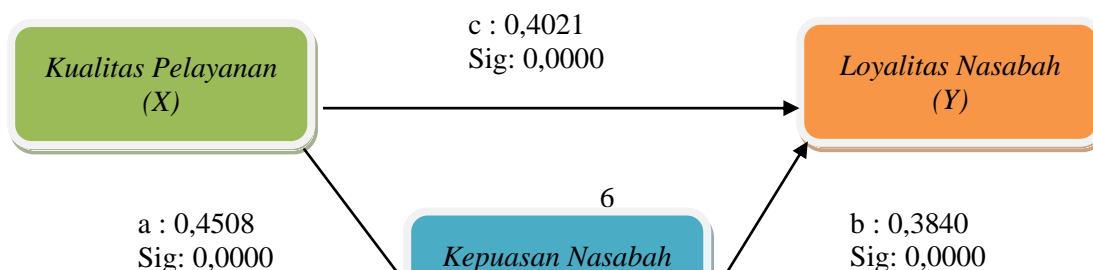 c : 0,4021
Sig: 0,0000
Kualitas Pelayanan
(X)
Loyalitas Nasabah
(Y)
6
a : 0,4508
Sig: 0,0000
Kepuasan Nasabah
b : 0,3840
Sig: 0,0000